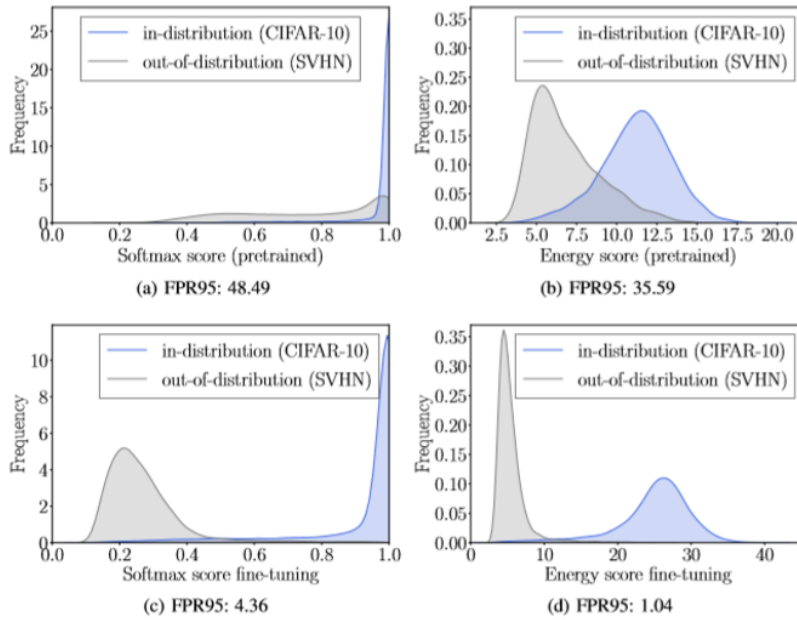 Frequency
25
20
15
10
5
0
in-distribution (CIFAR-10)
out-of-distribution (SVHN)
0.0 0.2 0.4 0.6 0.8 1.0
Softmax score (pretrained)
(a) FPR95: 48.49
Frequency
0.35
0.30
0.25
0.20
0.15
0.10
0.05
0.00
in-distribution (CIFAR-10)
out-of-distribution (SVHN)
2.5 5.0 7.5 10.0 12.5 15.0 17.5 20.0
Energy score (pretrained)
(b) FPR95: 35.59
Frequency
10
8
6
4
2
0
in-distribution (CIFAR-10)
out-of-distribution (SVHN)
0.0 0.2 0.4 0.6 0.8 1.0
Softmax score fine-tuning
(c) FPR95: 4.36
Frequency
0.35
0.30
0.25
0.20
0.15
0.10
0.05
0.00
in-distribution (CIFAR-10)
out-of-distribution (SVHN)
0 10 20 30 40
Energy score fine-tuning
(d) FPR95: 1.04